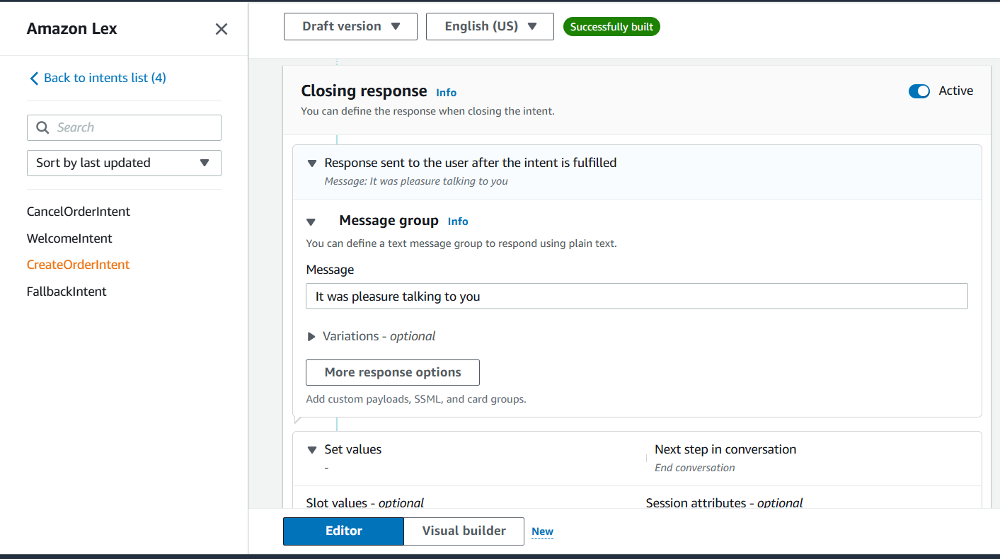 Amazon Lex
Back to intents list (4)
Search
Sort by last updated
CancelOrderIntent
WelcomeIntent
CreateOrderIntent
FallbackIntent
Draft version
English (US)
Successfully built
Closing response Info
Active
You can define the response when closing the intent.
Response sent to the user after the intent is fulfilled
Message: It was pleasure talking to you
Message group Info
You can define a text message group to respond using plain text.
Message
It was pleasure talking to you
Variations - optional
More response options
Add custom payloads, SSML, and card groups.
Set values
-
Next step in conversation
End conversation
Slot values - optional
Session attributes - optional
Editor
Visual builder
New